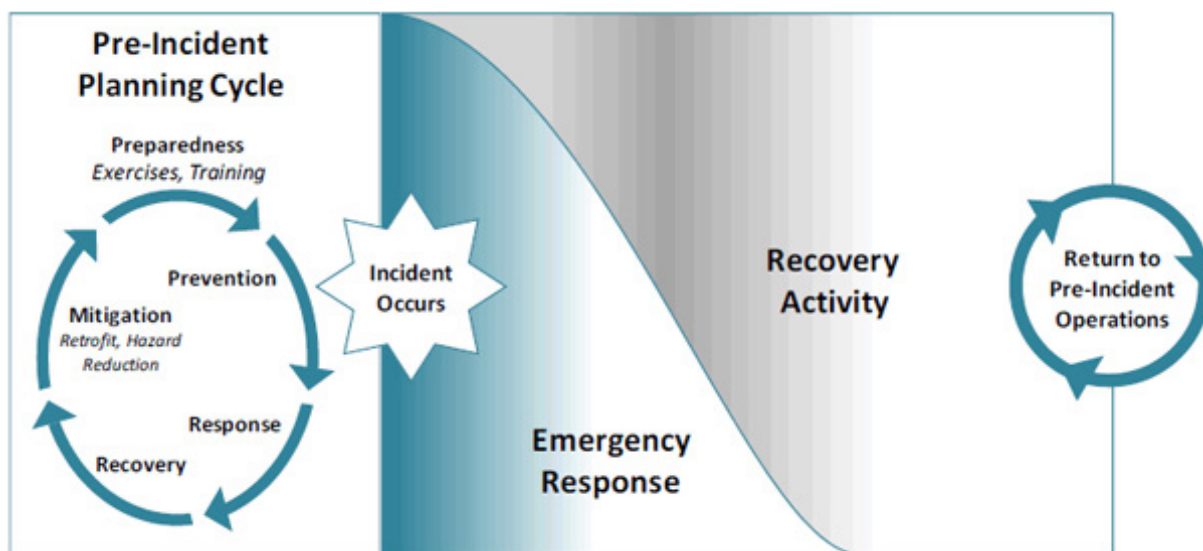 Pre-Incident
Planning Cycle
Preparedness
Exercises, Training
Prevention
Mitigation
Retrofit, Hazard
Reduction
Response
Recovery
Incident
Occurs
Emergency
Response
Recovery
Activity
Return to
Pre-Incident
Operations